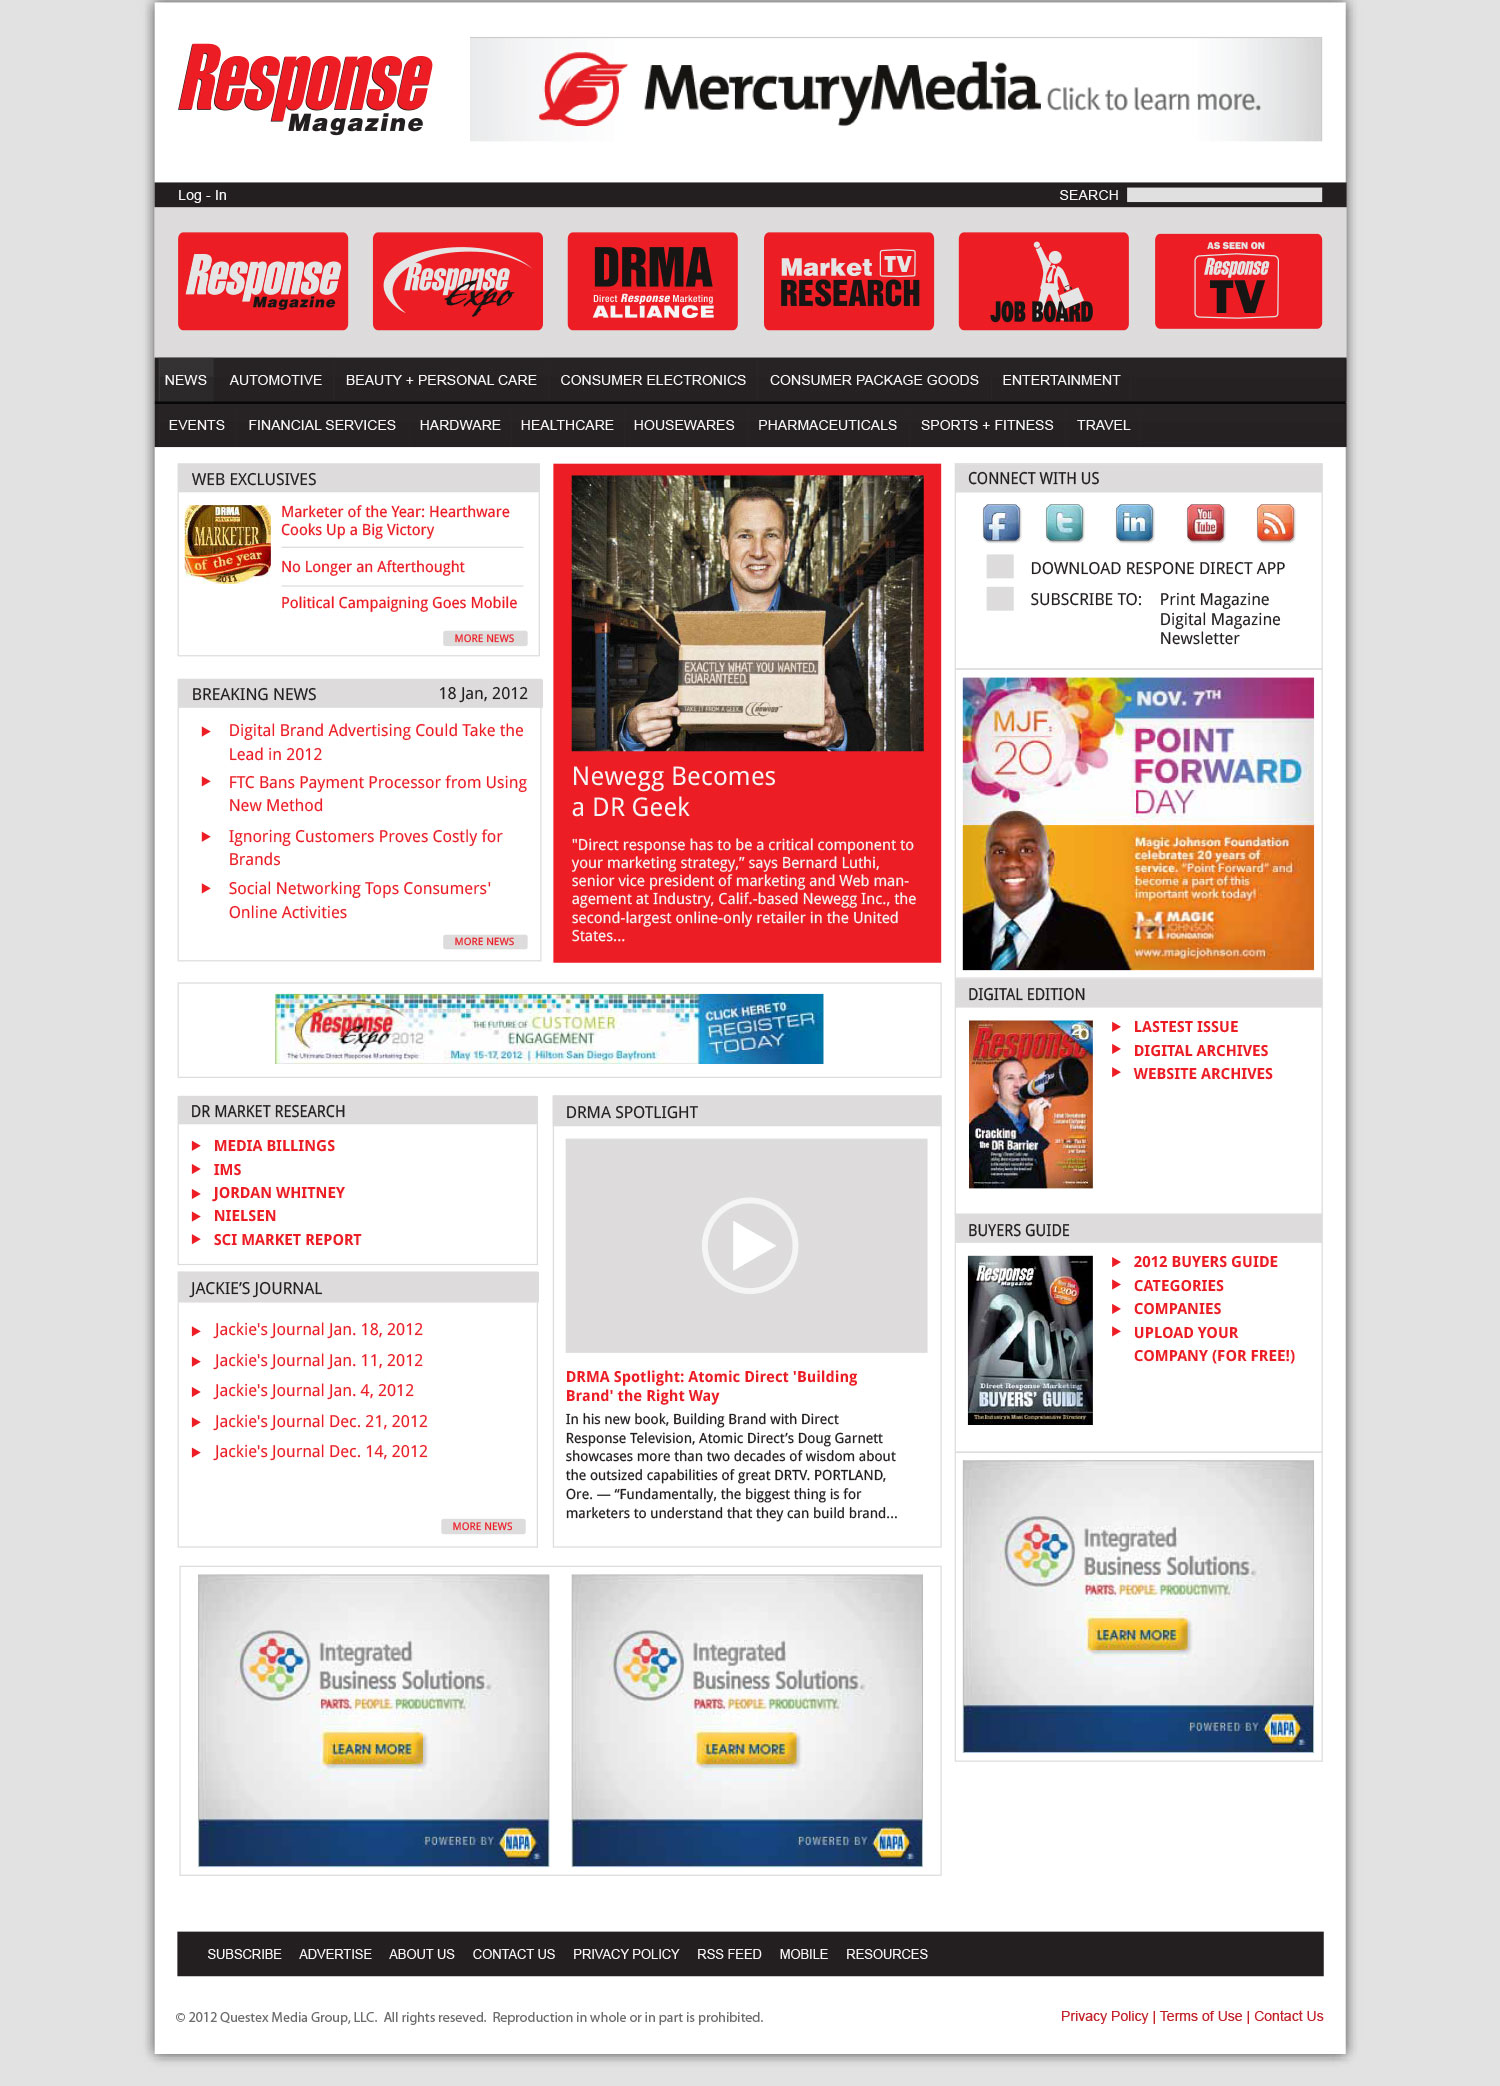 Response
Magazine
MercuryMedia Click to learn more.
Log - In
SEARCH
Response
Magazine
Response
Expo
DRMA
Direct Response Marketing
ALLIANCE
Market TV
RESEARCH
JOB BOARD
AS SEEN ON
Response
TV
NEWS AUTOMOTIVE BEAUTY + PERSONAL CARE CONSUMER ELECTRONICS CONSUMER PACKAGE GOODS ENTERTAINMENT
EVENTS FINANCIAL SERVICES HARDWARE HEALTHCARE HOUSEWARES PHARMACEUTICALS SPORTS + FITNESS TRAVEL
WEB EXCLUSIVES
DRMA
MARKETER
of the year
2011
Marketer of the Year: Hearthware
Cooks Up a Big Victory
No Longer an Afterthought
Political Campaigning Goes Mobile
MORE NEWS
BREAKING NEWS 18 Jan, 2012
Digital Brand Advertising Could Take the
Lead in 2012
FTC Bans Payment Processor from Using
New Method
Ignoring Customers Proves Costly for
Brands
Social Networking Tops Consumers'
Online Activities
MORE NEWS
EXACTLY WHAT YOU WANTED.
GUARANTEED.
TAKE IT FROM A GEEK. newegg
Newegg Becomes
a DR Geek
"Direct response has to be a critical component to
your marketing strategy,” says Bernard Luthi,
senior vice president of marketing and Web man-
agement at Industry, Calif.-based Newegg Inc., the
second-largest online-only retailer in the United
States...
CONNECT WITH US
f t in You Tube
DOWNLOAD RESPONE DIRECT APP
SUBSCRIBE TO: Print Magazine
Digital Magazine
Newsletter
MJF:
20
NOV. 7TH
POINT
FORWARD
DAY
Magic Johnson Foundation
celebrates 20 years of
service. “Point Forward” and
become a part of this
important work today!
M MAGIC
JOHNSON
FOUNDATION
www.magicjohnson.com
Response
Expo 2012
The Ultimate Direct Response Marketing Expo
THE FUTURE OF CUSTOMER
ENGAGEMENT
May 15-17, 2012 | Hilton San Diego Bayfront
CLICK HERE TO
REGISTER
TODAY
DIGITAL EDITION
Response
20
Cracking
the DR Barrier
LASTEST ISSUE
DIGITAL ARCHIVES
WEBSITE ARCHIVES
DR MARKET RESEARCH
MEDIA BILLINGS
IMS
JORDAN WHITNEY
NIELSEN
SCI MARKET REPORT
JACKIE’S JOURNAL
Jackie's Journal Jan. 18, 2012
Jackie's Journal Jan. 11, 2012
Jackie's Journal Jan. 4, 2012
Jackie's Journal Dec. 21, 2012
Jackie's Journal Dec. 14, 2012
MORE NEWS
DRMA SPOTLIGHT
DRMA Spotlight: Atomic Direct 'Building
Brand' the Right Way
In his new book, Building Brand with Direct
Response Television, Atomic Direct’s Doug Garnett
showcases more than two decades of wisdom about
the outsized capabilities of great DRTV. PORTLAND,
Ore. — “Fundamentally, the biggest thing is for
marketers to understand that they can build brand...
BUYERS GUIDE
Response
Magazine
1,200
2012
Direct Response Marketing
BUYERS' GUIDE
The Industry's Most Comprehensive Directory
2012 BUYERS GUIDE
CATEGORIES
COMPANIES
UPLOAD YOUR
COMPANY (FOR FREE!)
Integrated
Business Solutions.
PARTS. PEOPLE. PRODUCTIVITY.
LEARN MORE
POWERED BY NAPA
Integrated
Business Solutions.
PARTS. PEOPLE. PRODUCTIVITY.
LEARN MORE
POWERED BY NAPA
Integrated
Business Solutions.
PARTS. PEOPLE. PRODUCTIVITY.
LEARN MORE
POWERED BY NAPA
SUBSCRIBE ADVERTISE ABOUT US CONTACT US PRIVACY POLICY RSS FEED MOBILE RESOURCES
© 2012 Questex Media Group, LLC. All rights reseved. Reproduction in whole or in part is prohibited.
Privacy Policy | Terms of Use | Contact Us